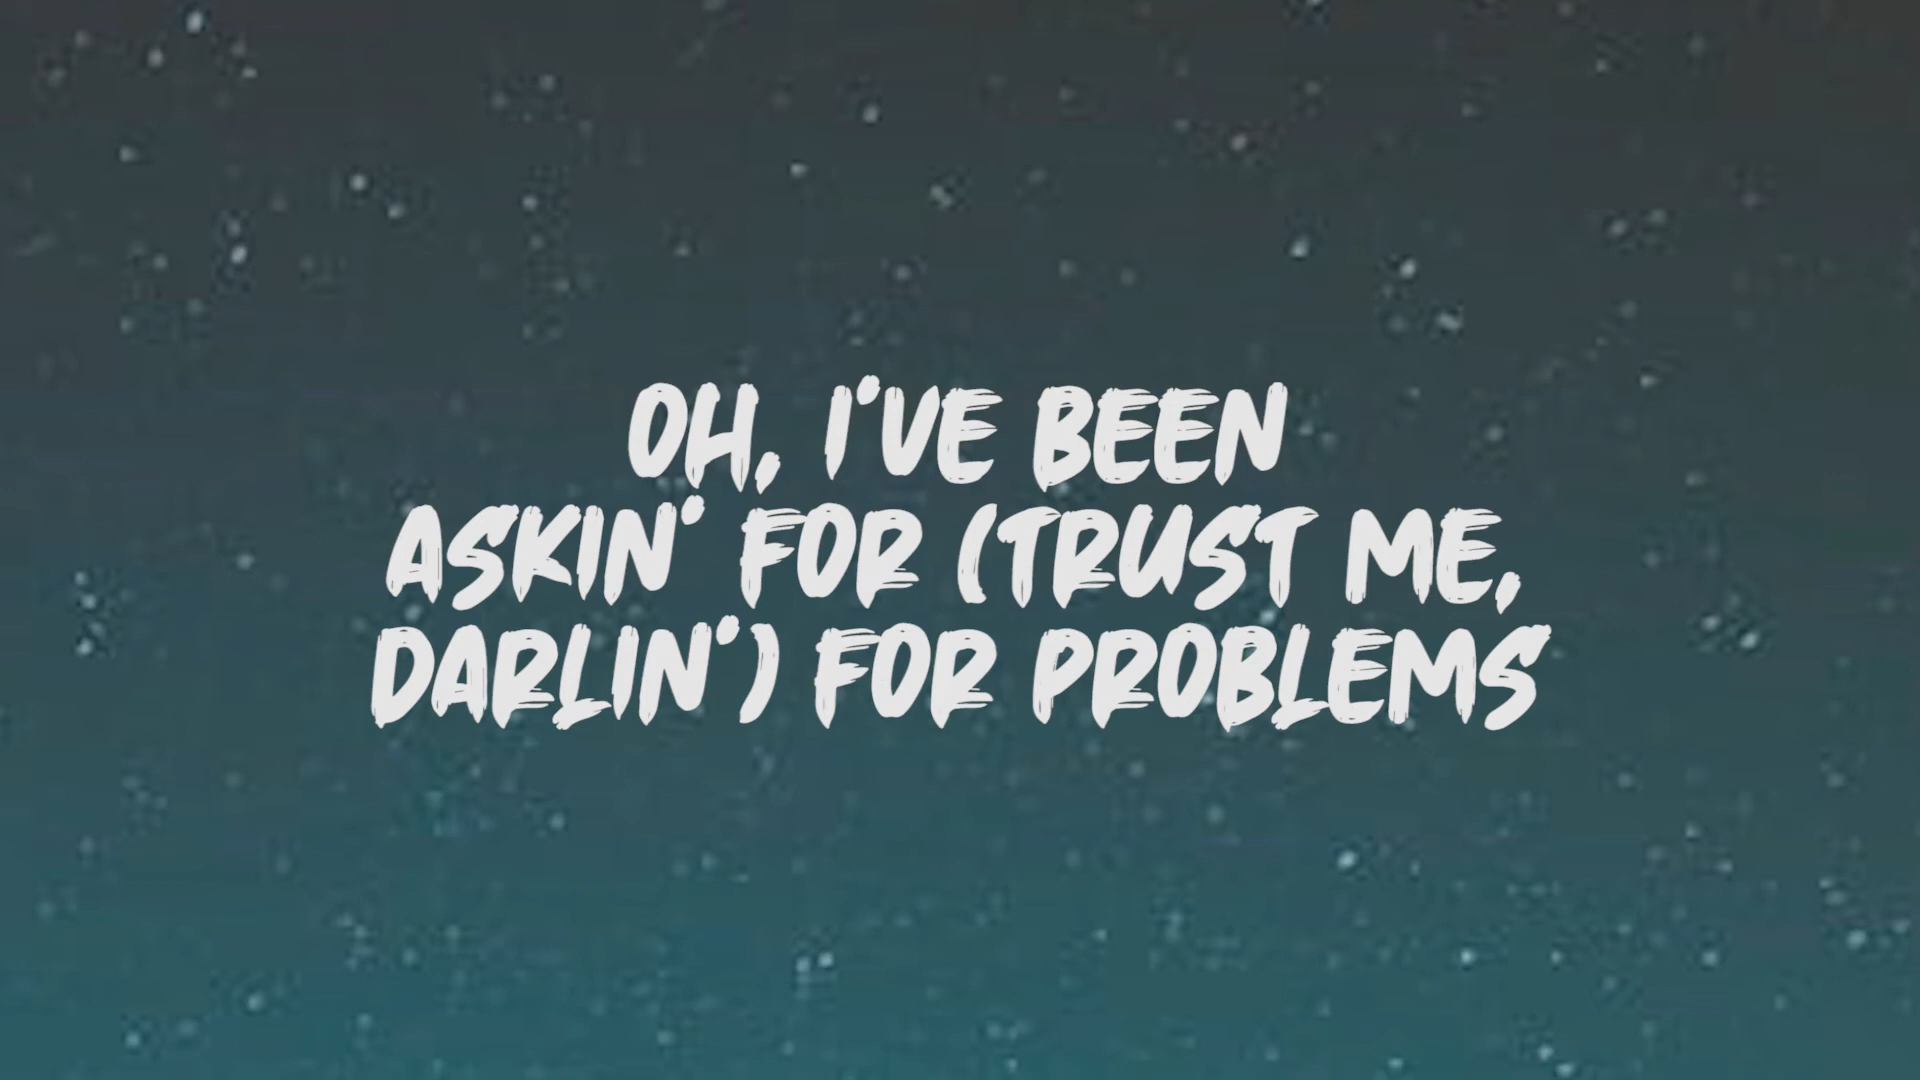 OH, I'VE BEEN
ASKIN' FOR (TRUST ME,
DARLIN') FOR PROBLEMS